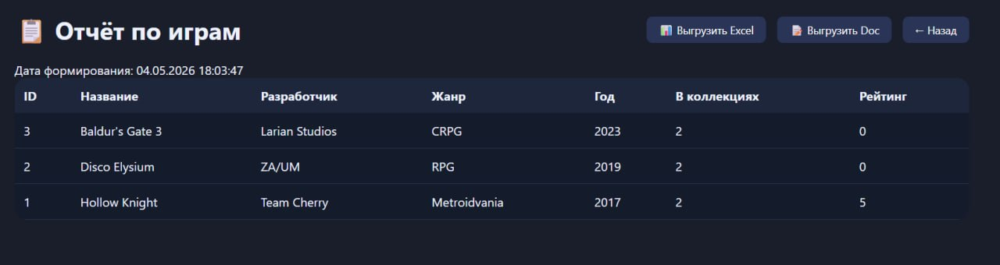 Отчёт по играм
Выгрузить Excel
Выгрузить Doc
← Назад
Дата формирования: 04.05.2026 18:03:47
ID Название Разработчик Жанр Год В коллекциях Рейтинг
3 Baldur's Gate 3 Larian Studios CRPG 2023 2 0
2 Disco Elysium ZA/UM RPG 2019 2 0
1 Hollow Knight Team Cherry Metroidvania 2017 2 5